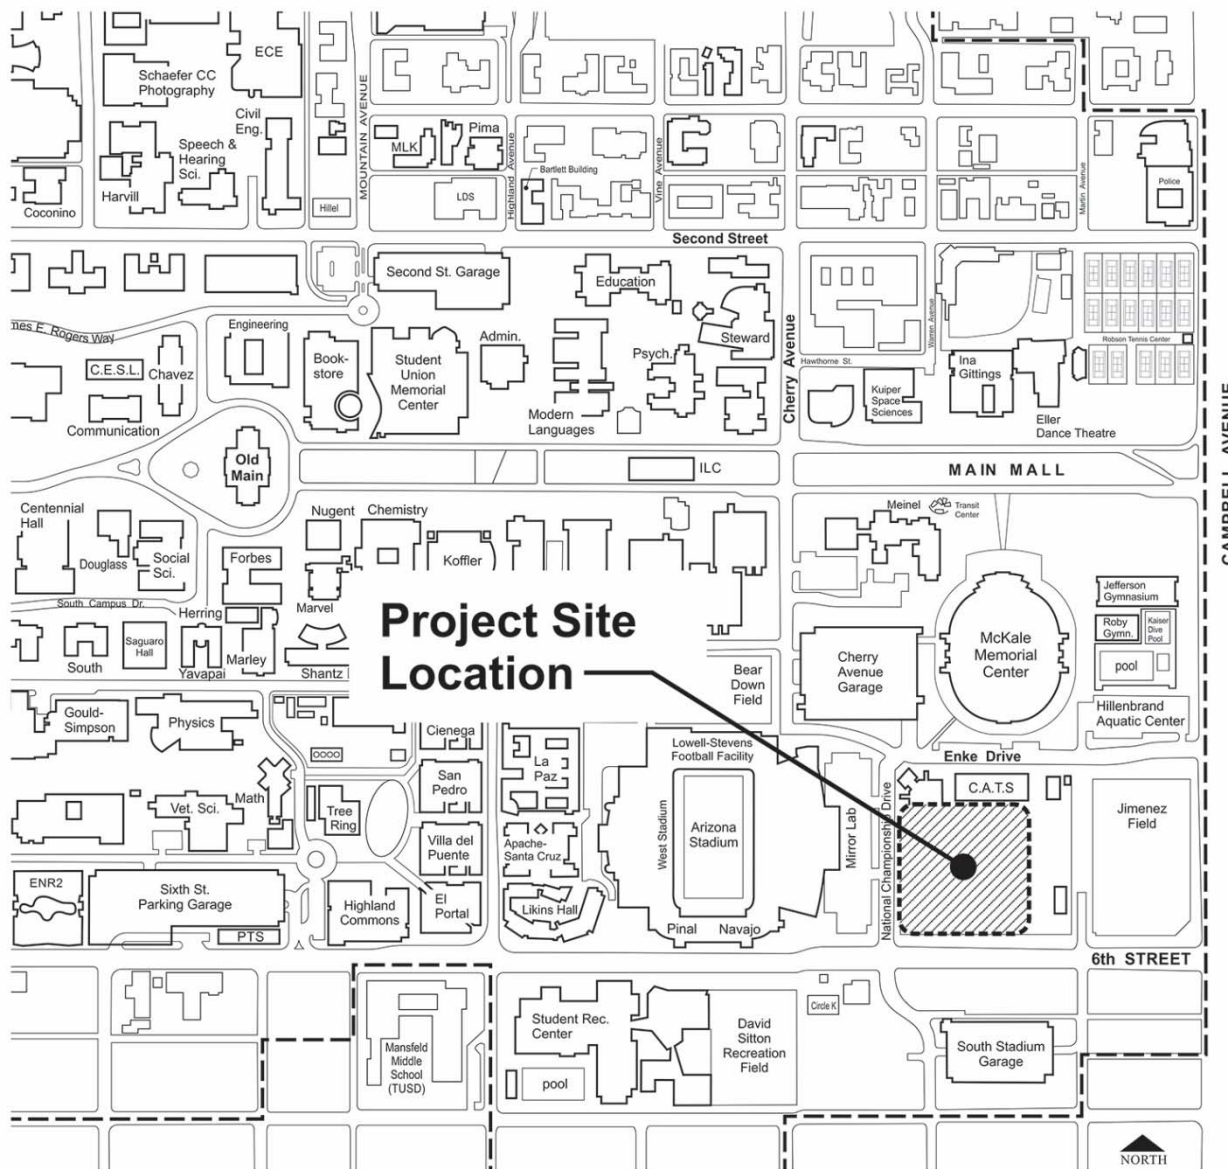 ECE
Schaefer CC
Photography
Civil
Eng.
Speech &
Hearing
Sci.
Harvill
Coconino
MOUNTAIN AVENUE
MLK
Pima
Highland Avenue
Bartlett Building
Vine Avenue
Martin Avenue
Police
Hillel
LDS
Second Street
Second St. Garage
Education
Steward
Cherry Avenue
Warren Avenue
Hawthorne St.
Robson Tennis Center
mes E. Rogers Way
Engineering
C.E.S.L.
Chavez
Communication
Book-
store
Student
Union
Memorial
Center
Admin.
Modern
Languages
Psych.
Kuiper
Space
Sciences
Ina
Gittings
Eller
Dance Theatre
CAMPBELL AVENUE
Old
Main
ILC
MAIN MALL
Centennial
Hall
Douglass
Social
Sci.
Nugent
Chemistry
Forbes
Koffler
Meinel
Transit
Center
South Campus Dr.
Herring
Marvel
South
Saguaro
Hall
Yavapai
Marley
Shantz
Project Site
Location
Bear
Down
Field
Cherry
Avenue
Garage
McKale
Memorial
Center
Jefferson
Gymnasium
Roby
Gymn.
Kaiser
Dive
Pool
pool
Hillenbrand
Aquatic Center
Gould-
Simpson
Physics
Cienega
La
Paz
Lowell-Stevens
Football Facility
Enke Drive
C.A.T.S
San
Pedro
Math
Vet. Sci.
Tree
Ring
Villa del
Puente
Apache-
Santa Cruz
West Stadium
Arizona
Stadium
Mirror Lab
National Championship Drive
Jimenez
Field
ENR2
Sixth St.
Parking Garage
PTS
Highland
Commons
El
Portal
Likins Hall
Pinal
Navajo
6th STREET
Mansfeld
Middle
School
(TUSD)
Student Rec.
Center
pool
David
Sitton
Recreation
Field
Circle K
South Stadium
Garage
NORTH